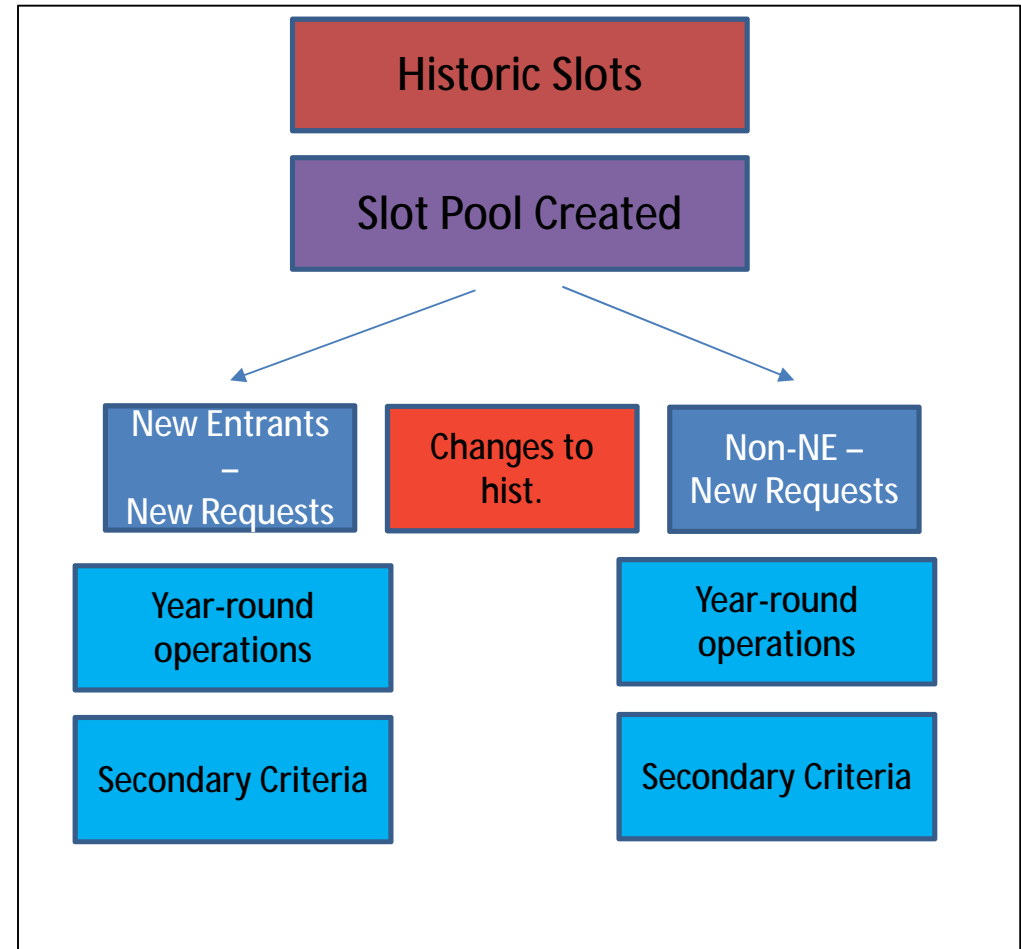 Historic Slots
Slot Pool Created
New Entrants
–
New Requests
Changes to
hist.
Non-NE –
New Requests
Year-round
operations
Year-round
operations
Secondary Criteria
Secondary Criteria